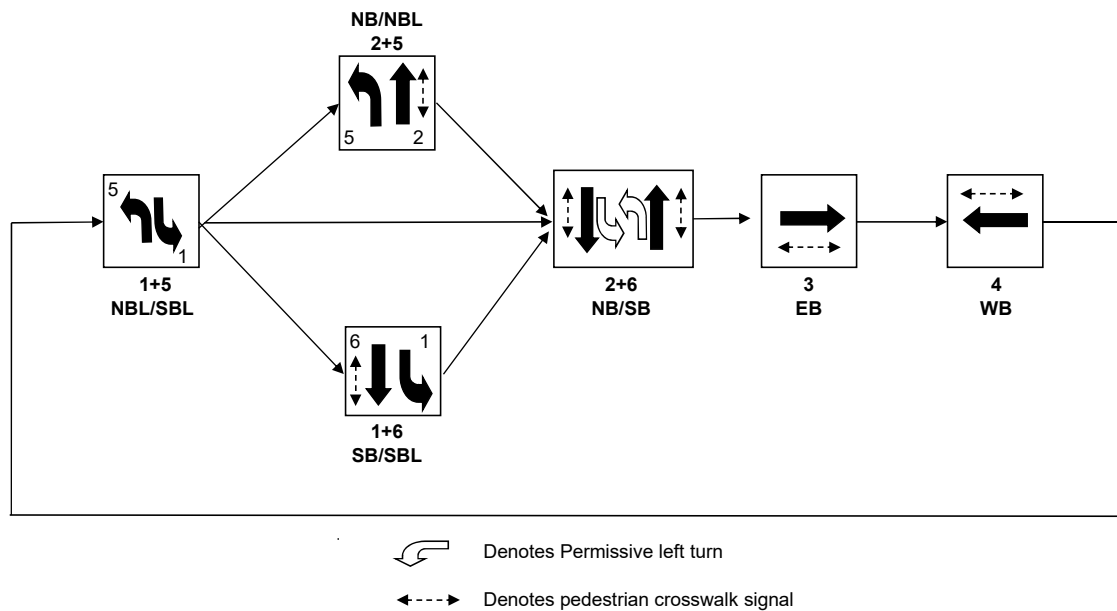 NB/NBL
2+5
5 2
5
1
1+5
NBL/SBL
2+6
NB/SB
3
EB
4
WB
6 1
1+6
SB/SBL
Denotes Permissive left turn
Denotes pedestrian crosswalk signal